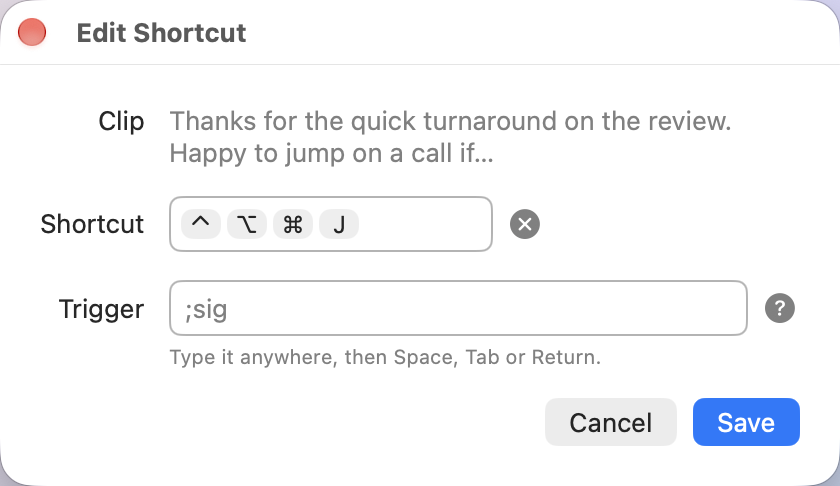 Edit Shortcut
Clip
Thanks for the quick turnaround on the review.
Happy to jump on a call if...
Shortcut ⌃ ⌥ ⌘ J
Trigger ;sig ?
Type it anywhere, then Space, Tab or Return.
Cancel Save